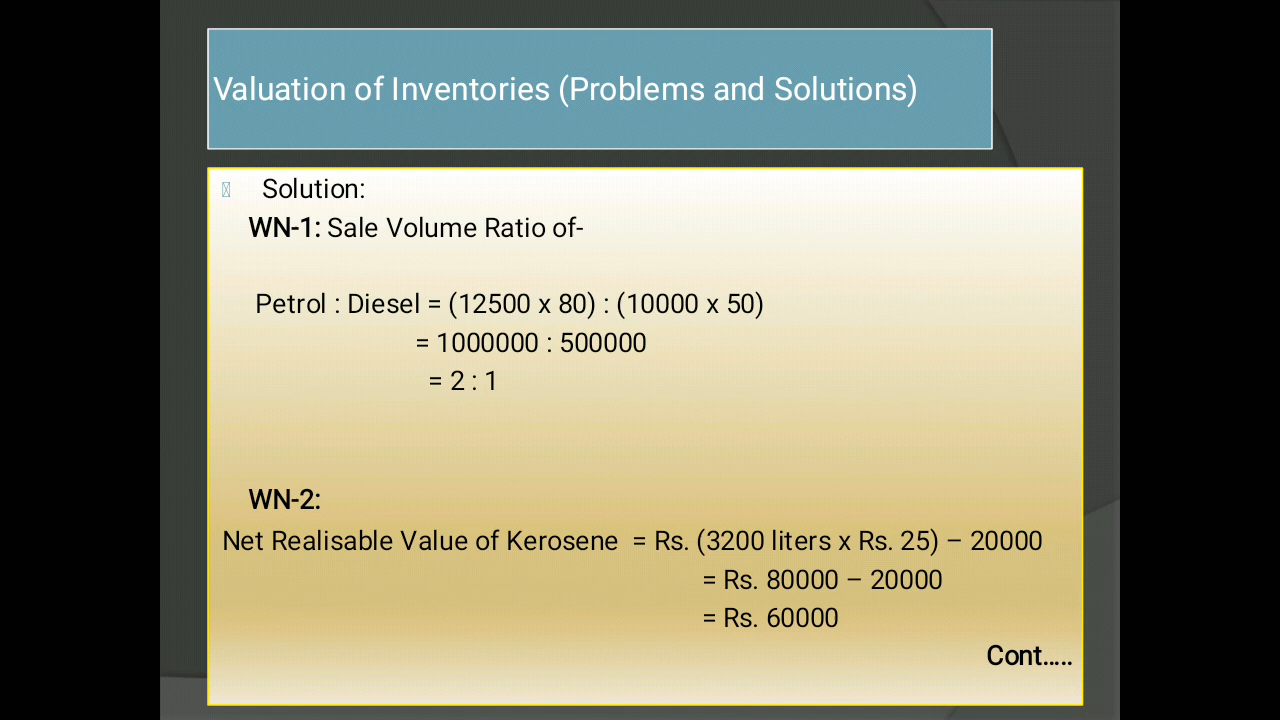 Valuation of Inventories (Problems and Solutions)
Solution:
WN-1: Sale Volume Ratio of-
Petrol : Diesel = (12500 x 80) : (10000 x 50)
= 1000000 : 500000
= 2 : 1
WN-2:
Net Realisable Value of Kerosene = Rs. (3200 liters x Rs. 25) – 20000
= Rs. 80000 – 20000
= Rs. 60000
Cont.....